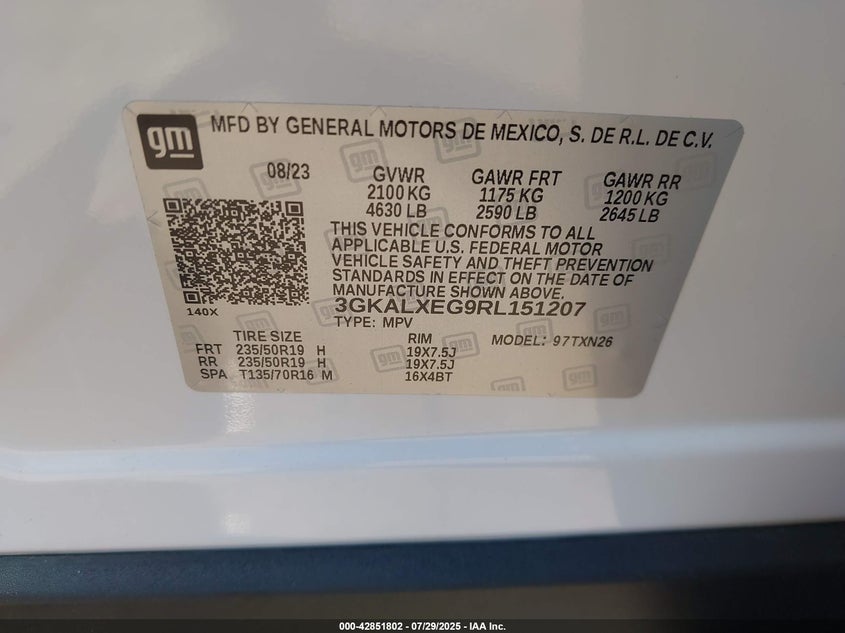 gm
MFD BY GENERAL MOTORS DE MEXICO, S. DE R.L. DE C.V.
08/23 GVWR GAWR FRT GAWR RR
2100 KG 1175 KG 1200 KG
4630 LB 2590 LB 2645 LB
THIS VEHICLE CONFORMS TO ALL
APPLICABLE U.S. FEDERAL MOTOR
VEHICLE SAFETY AND THEFT PREVENTION
STANDARDS IN EFFECT ON THE DATE OF
MANUFACTURE SHOWN ABOVE.
140X
3GKALXEG9RL151207
TYPE: MPV
TIRE SIZE RIM MODEL: 97TXN26
FRT 235/50R19 H 19X7.5J
RR 235/50R19 H 19X7.5J
SPA T135/70R16 M 16X4BT
000-42851802 - 07/29/2025 - IAA Inc.